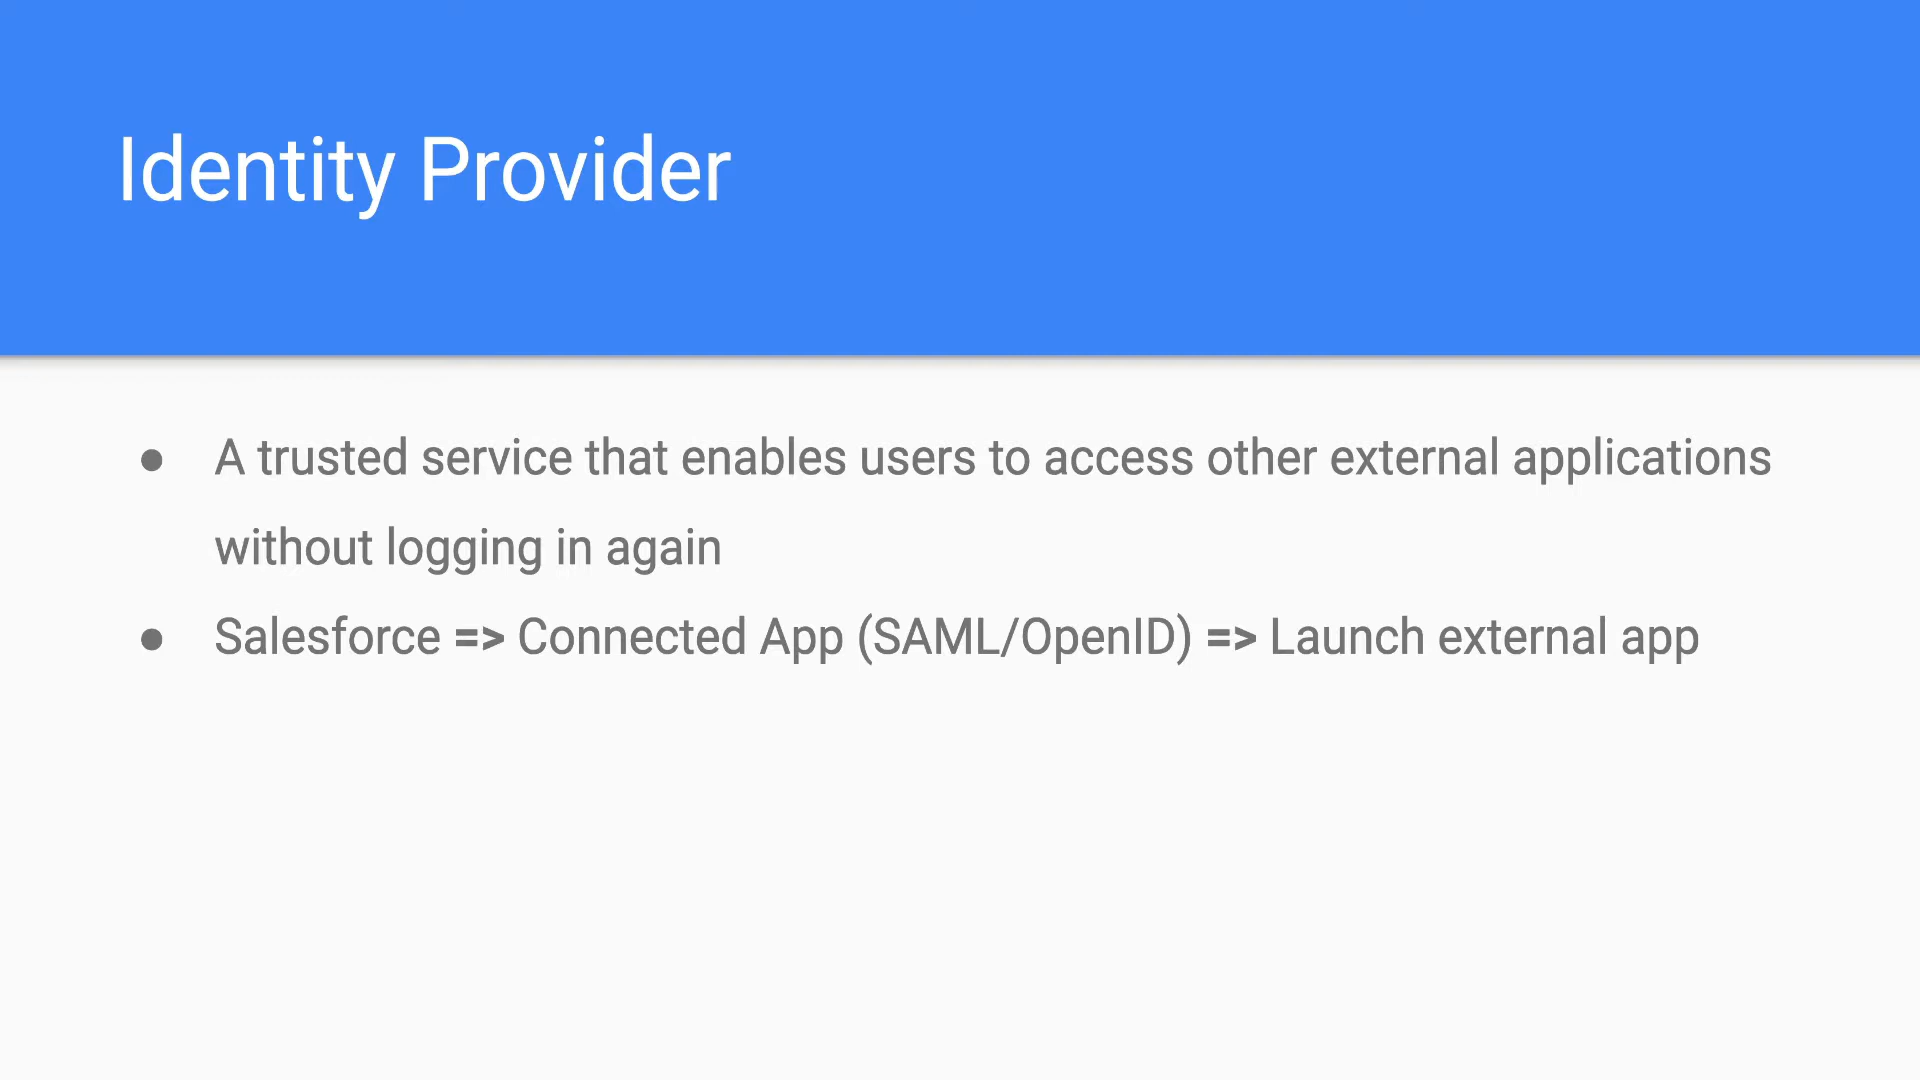 Identity Provider
● A trusted service that enables users to access other external applications
without logging in again
● Salesforce => Connected App (SAML/OpenID) => Launch external app